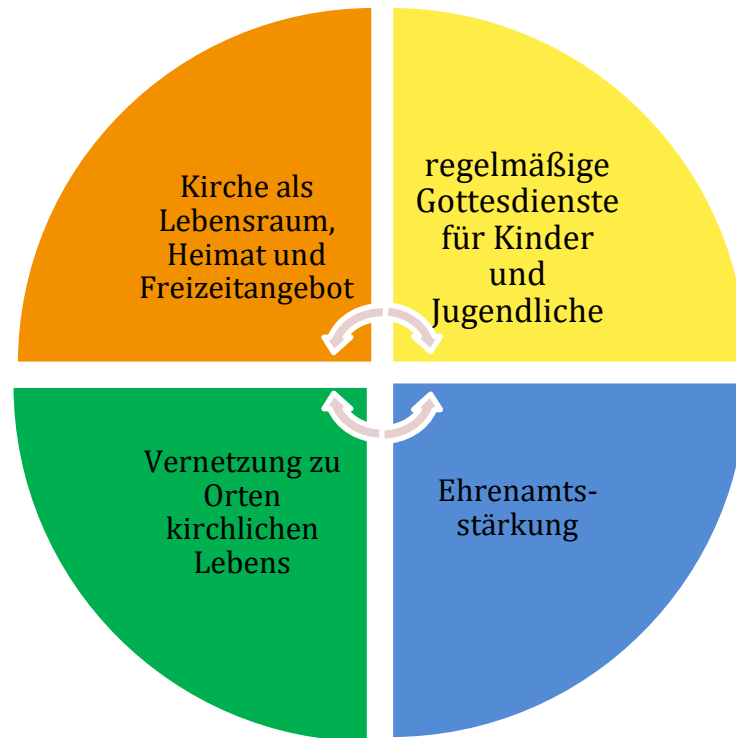 Kirche als
Lebensraum,
Heimat und
Freizeitangebot
regelmäßige
Gottesdienste
für Kinder
und
Jugendliche
Vernetzung zu
Orten
kirchlichen
Lebens
Ehrenamts-
stärkung